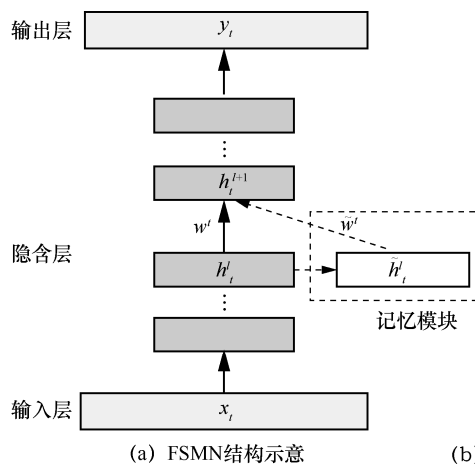 输出层 y_t
⋮
h_t^{l+1}
w^t w̃^t
隐含层 h_t^l h̃_t^l
⋮
记忆模块
输入层 x_t
(a) FSMN结构示意 (b)